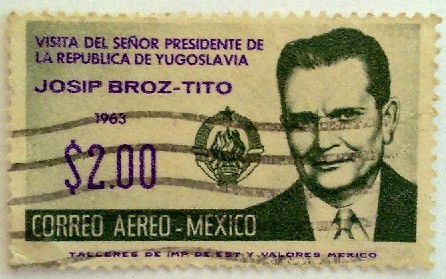 VISITA DEL SEÑOR PRESIDENTE DE
LA REPUBLICA DE YUGOSLAVIA
JOSIP BROZ-TITO
1963
$2.00
CORREO AEREO-MEXICO
TALLERES DE IMP. DE EST. Y VALORES MEXICO